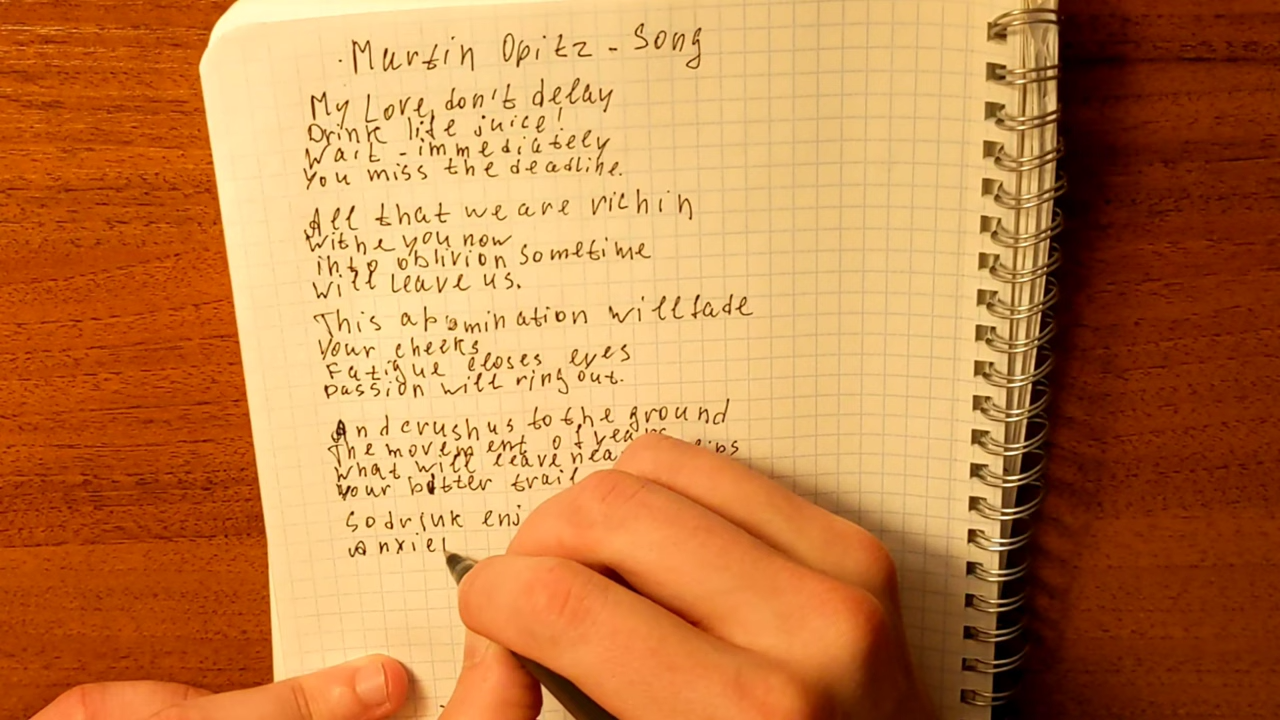 Martin Opitz - Song
My Love, don't delay
Drink life juice!
Wait - immediately
You miss the deadline.
All that we are rich in
withe you now
into oblivion sometime
will leave us.
This abomination will fade
Your cheeks
Fatigue closes eyes
passion will ring out.
And crush us to the ground
The movement of years
what will leave near
Your bitter trail
So drink
anxie